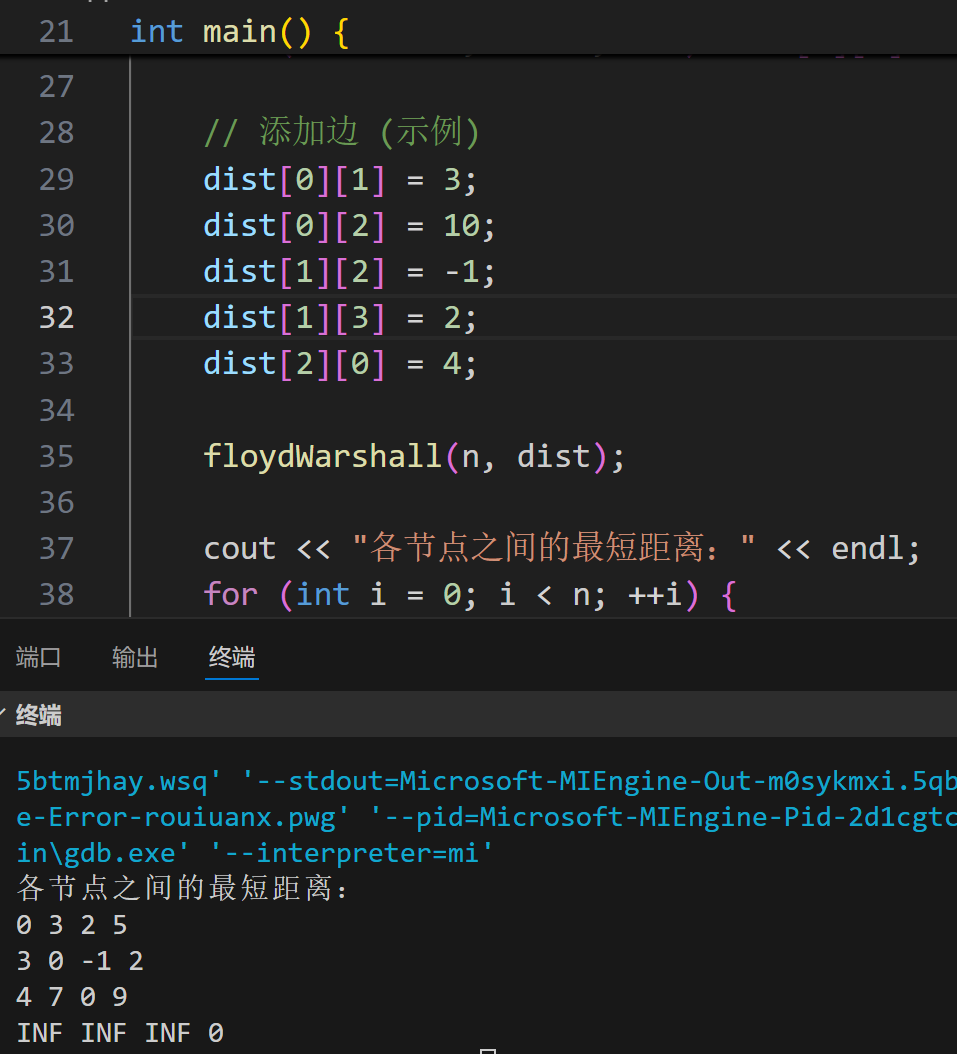 21 int main() {
27
28 // 添加边 (示例)
29 dist[0][1] = 3;
30 dist[0][2] = 10;
31 dist[1][2] = -1;
32 dist[1][3] = 2;
33 dist[2][0] = 4;
34
35 floydWarshall(n, dist);
36
37 cout << "各节点之间的最短距离：" << endl;
38 for (int i = 0; i < n; ++i) {
端口 输出 终端
终端
5btmjhay.wsq' '--stdout=Microsoft-MIEngine-Out-m0sykmxi.5qb
e-Error-rouiuanx.pwg' '--pid=Microsoft-MIEngine-Pid-2d1cgtc
in\gdb.exe' '--interpreter=mi'
各节点之间的最短距离：
0 3 2 5
3 0 -1 2
4 7 0 9
INF INF INF 0